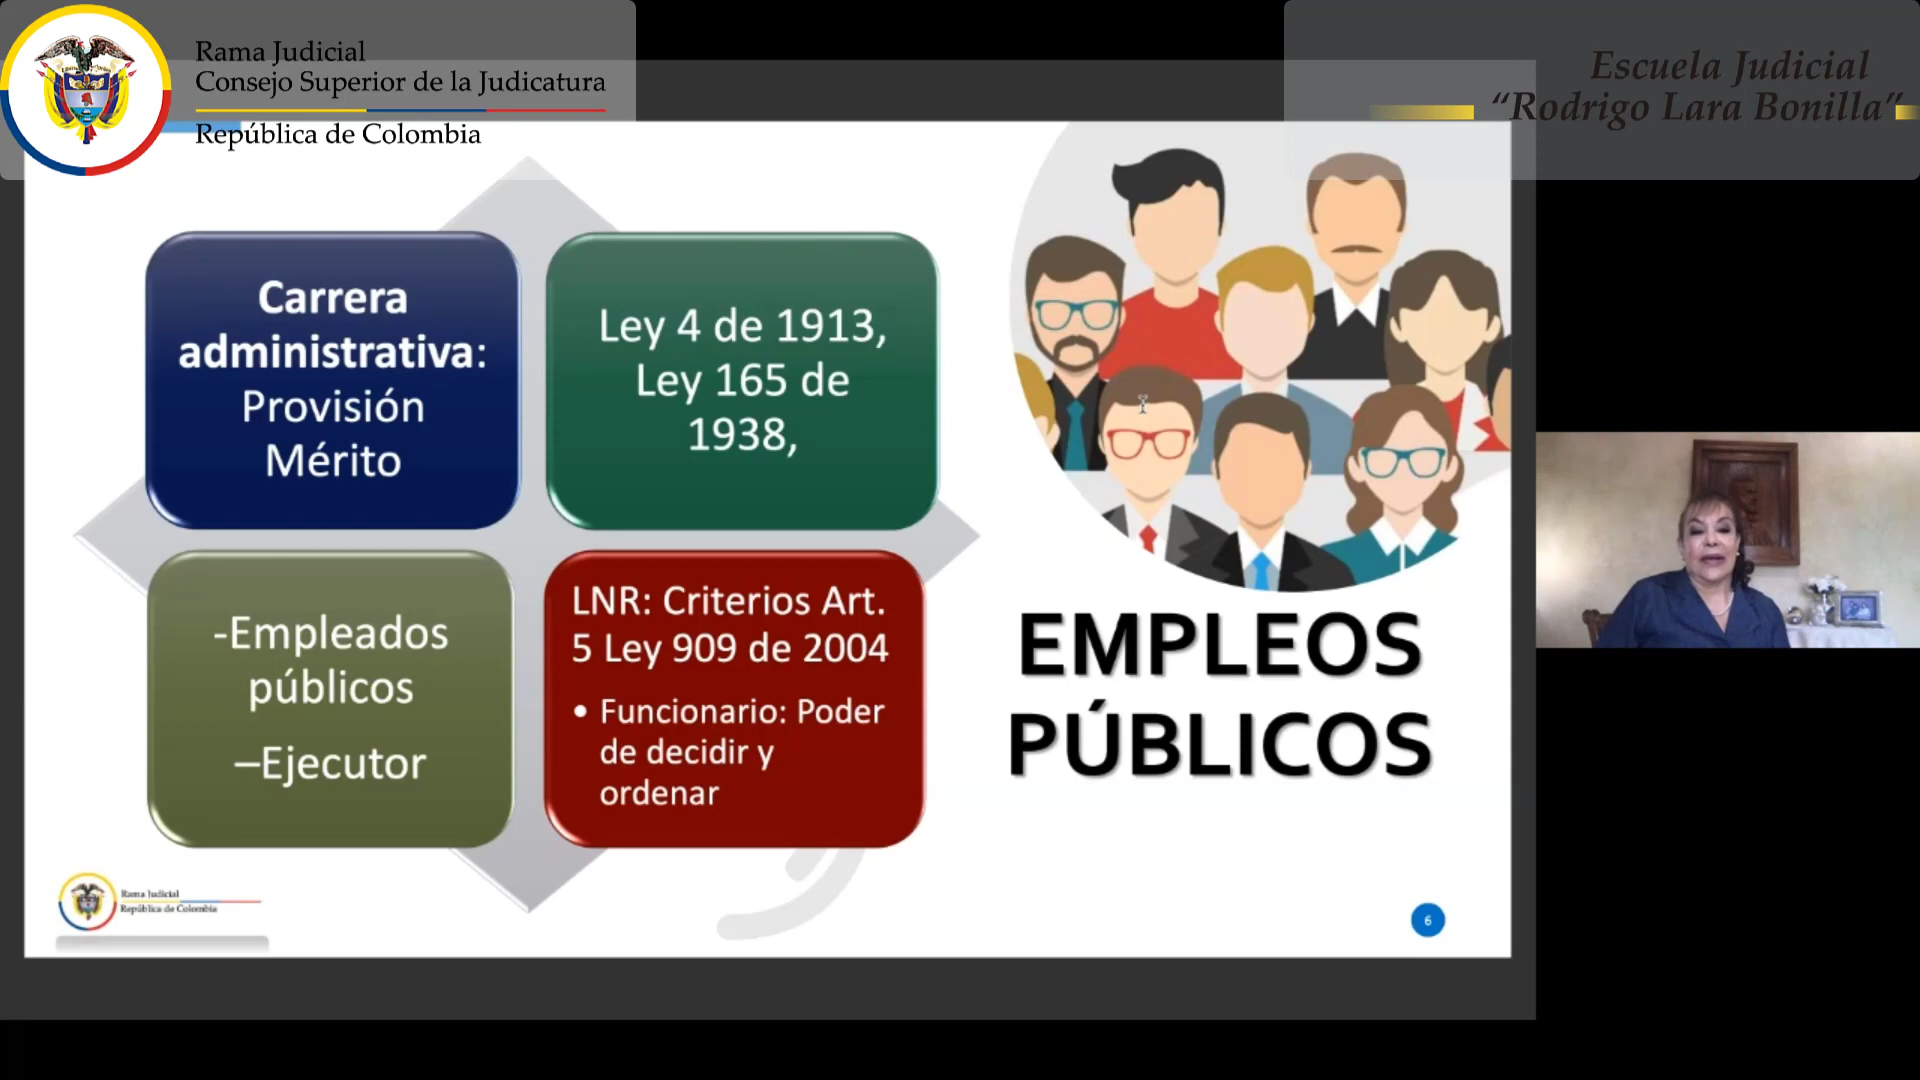 Rama Judicial
Consejo Superior de la Judicatura
República de Colombia
Escuela Judicial
“Rodrigo Lara Bonilla”
Carrera
administrativa:
Provisión
Mérito
Ley 4 de 1913,
Ley 165 de
1938,
-Empleados
públicos
–Ejecutor
LNR: Criterios Art.
5 Ley 909 de 2004
• Funcionario: Poder
de decidir y
ordenar
EMPLEOS
PÚBLICOS
Rama Judicial
República de Colombia
6